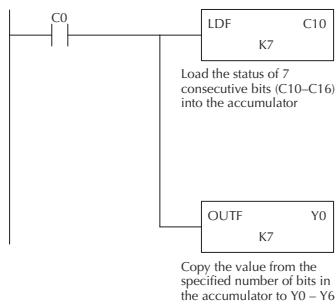 C0
LDF C10
K7
Load the status of 7
consecutive bits (C10–C16)
into the accumulator
OUTF Y0
K7
Copy the value from the
specified number of bits in
the accumulator to Y0 – Y6